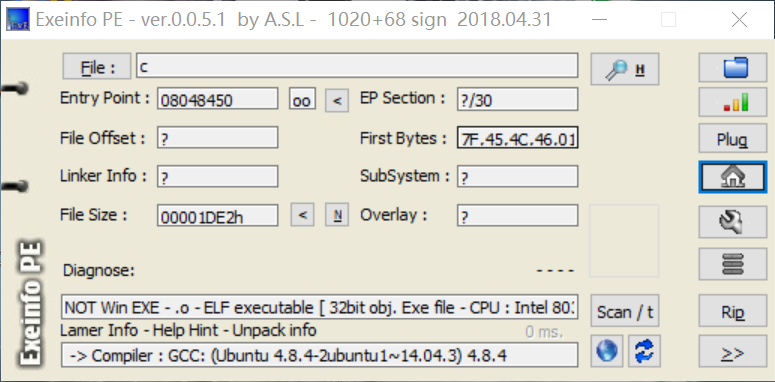 Exeinfo PE - ver.0.0.5.1 by A.S.L - 1020+68 sign 2018.04.31
File : c H
Entry Point : 08048450 oo < EP Section : ?/30
File Offset : ? First Bytes : 7F.45.4C.46.01 Plug
Linker Info : ? SubSystem : ?
File Size : 00001DE2h < N Overlay : ?
Diagnose: - - - -
NOT Win EXE - .o - ELF executable [ 32bit obj. Exe file - CPU : Intel 80 Scan / t Rip
Lamer Info - Help Hint - Unpack info 0 ms.
-> Compiler : GCC: (Ubuntu 4.8.4-2ubuntu1~14.04.3) 4.8.4 >>
Exeinfo PE